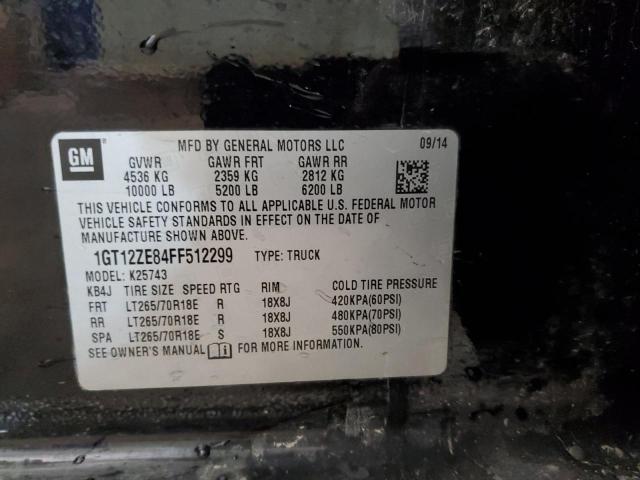 GM
MFD BY GENERAL MOTORS LLC 09/14
GVWR GAWR FRT GAWR RR
4536 KG 2359 KG 2812 KG
10000 LB 5200 LB 6200 LB
THIS VEHICLE CONFORMS TO ALL APPLICABLE U.S. FEDERAL MOTOR
VEHICLE SAFETY STANDARDS IN EFFECT ON THE DATE OF
MANUFACTURE SHOWN ABOVE.
1GT12ZE84FF512299 TYPE: TRUCK
MODEL: K25743
KB4J TIRE SIZE SPEED RTG RIM COLD TIRE PRESSURE
FRT LT265/70R18E R 18X8J 420KPA(60PSI)
RR LT265/70R18E R 18X8J 480KPA(70PSI)
SPA LT265/70R18E S 18X8J 550KPA(80PSI)
SEE OWNER'S MANUAL FOR MORE INFORMATION.